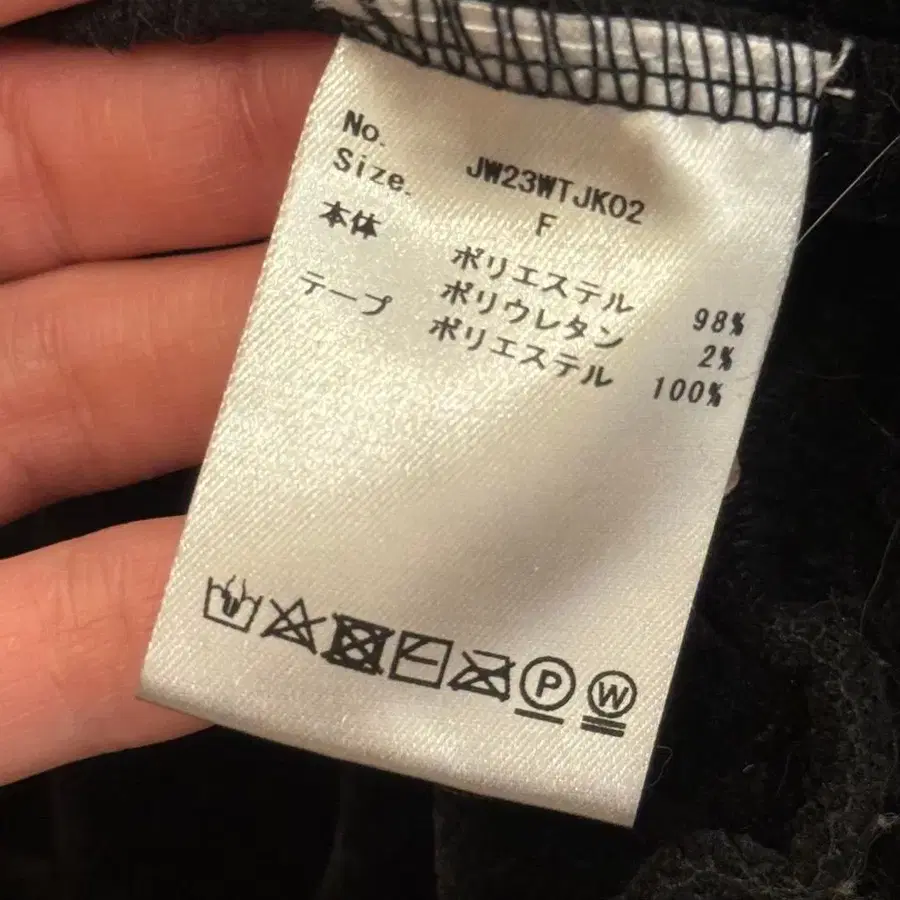 No. JW23WTJK02
Size. F
本体 ポリエステル 98%
ポリウレタン 2%
テープ ポリエステル 100%
P W